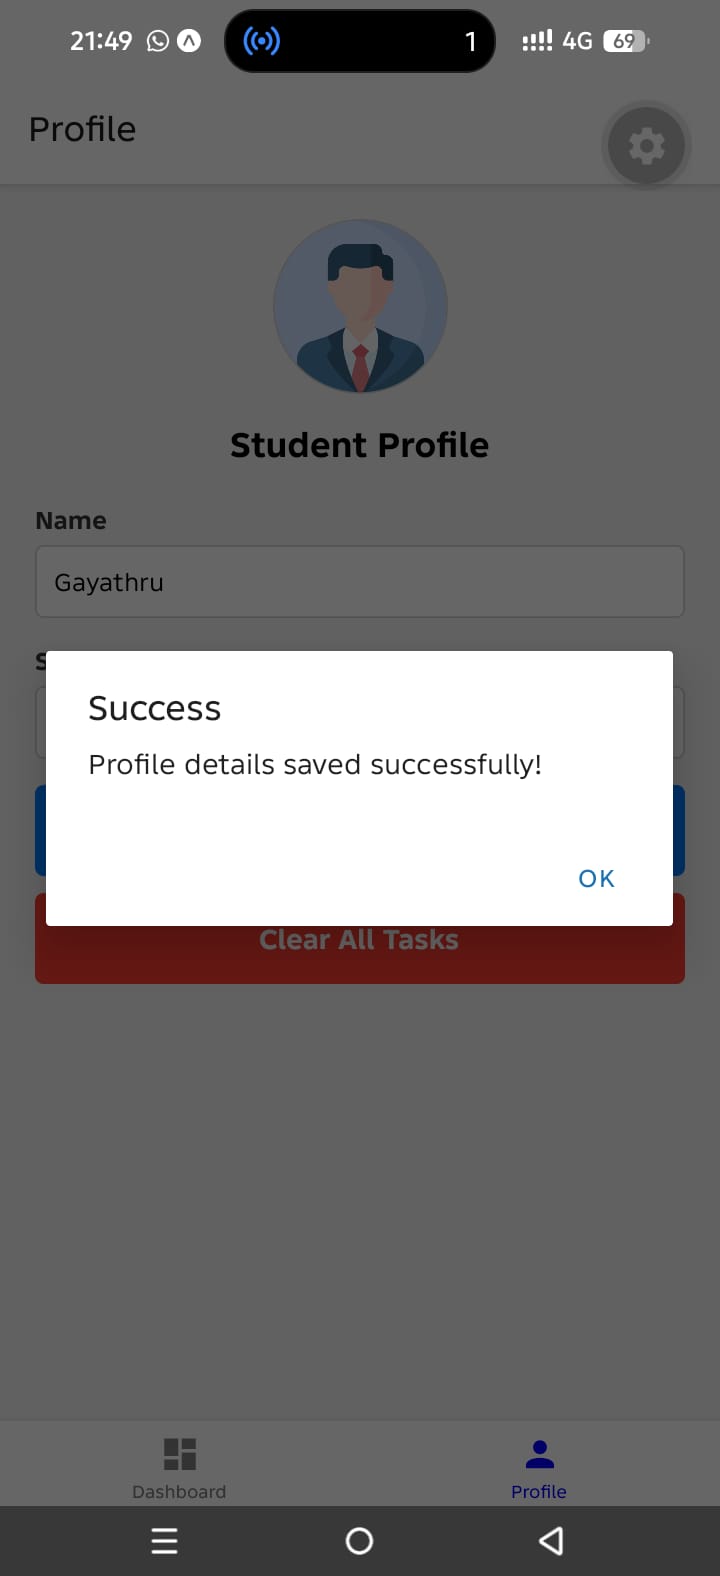 21:49 1 4G 69
Profile
Student Profile
Name
Gayathru
S
Success
Profile details saved successfully!
OK
Clear All Tasks
Dashboard Profile